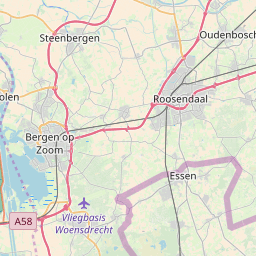 Steenbergen
Oudenbosch
Roosendaal
olen
Bergen op
Zoom
Essen
A58
Vliegbasis
Woensdrecht